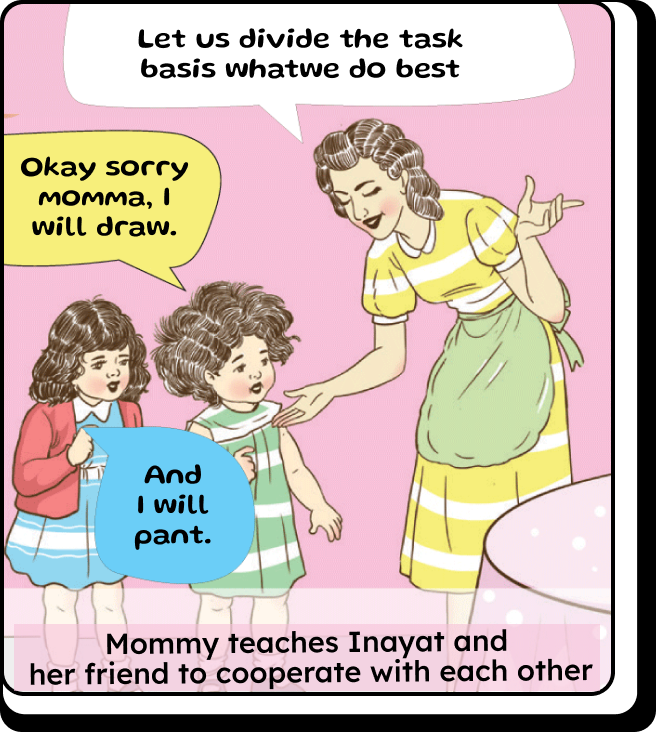 Let us divide the task
basis whatwe do best
Okay sorry
momma, I
will draw.
And
I will
pant.
Mommy teaches Inayat and
her friend to cooperate with each other